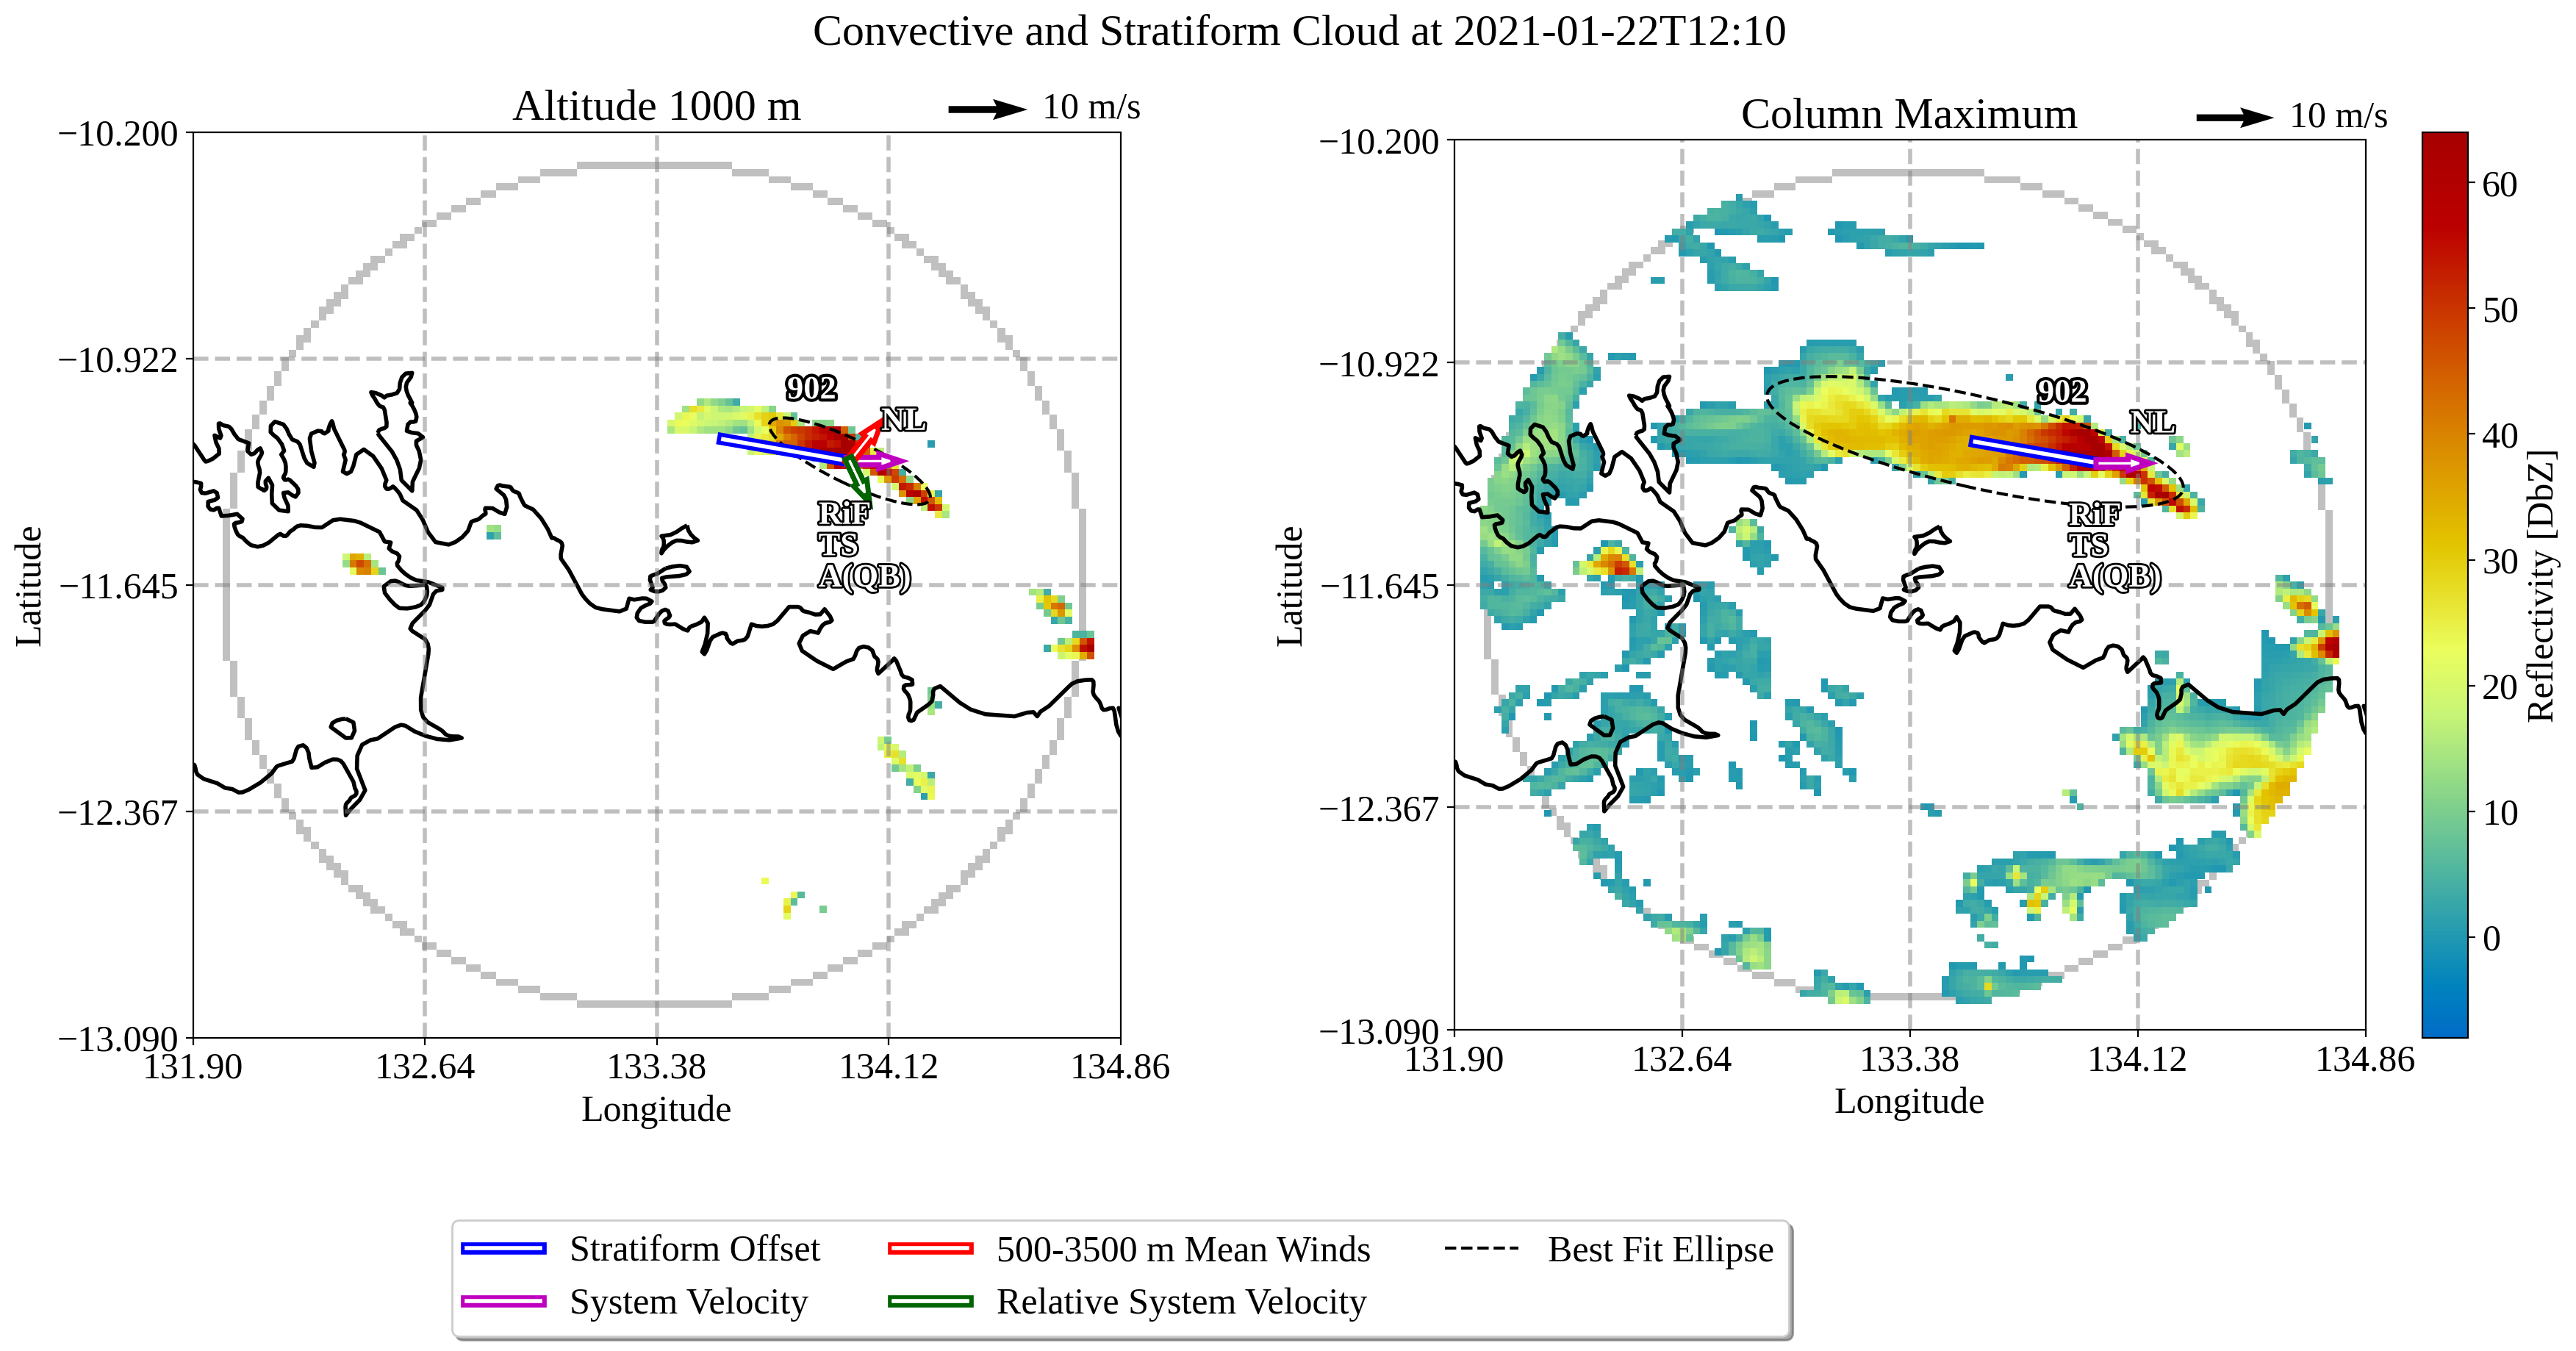 Convective and Stratiform Cloud at 2021-01-22T12:10
Altitude 1000 m
10 m/s
−10.200
−10.922
−11.645
−12.367
−13.090
Latitude
902
NL
RiF
TS
A(QB)
131.90
132.64
133.38
134.12
134.86
Longitude
Column Maximum
10 m/s
−10.200
−10.922
−11.645
−12.367
−13.090
Latitude
902
NL
RiF
TS
A(QB)
131.90
132.64
133.38
134.12
134.86
Longitude
60
50
40
30
20
10
0
Reflectivity [DbZ]
Stratiform Offset
System Velocity
500-3500 m Mean Winds
Relative System Velocity
Best Fit Ellipse